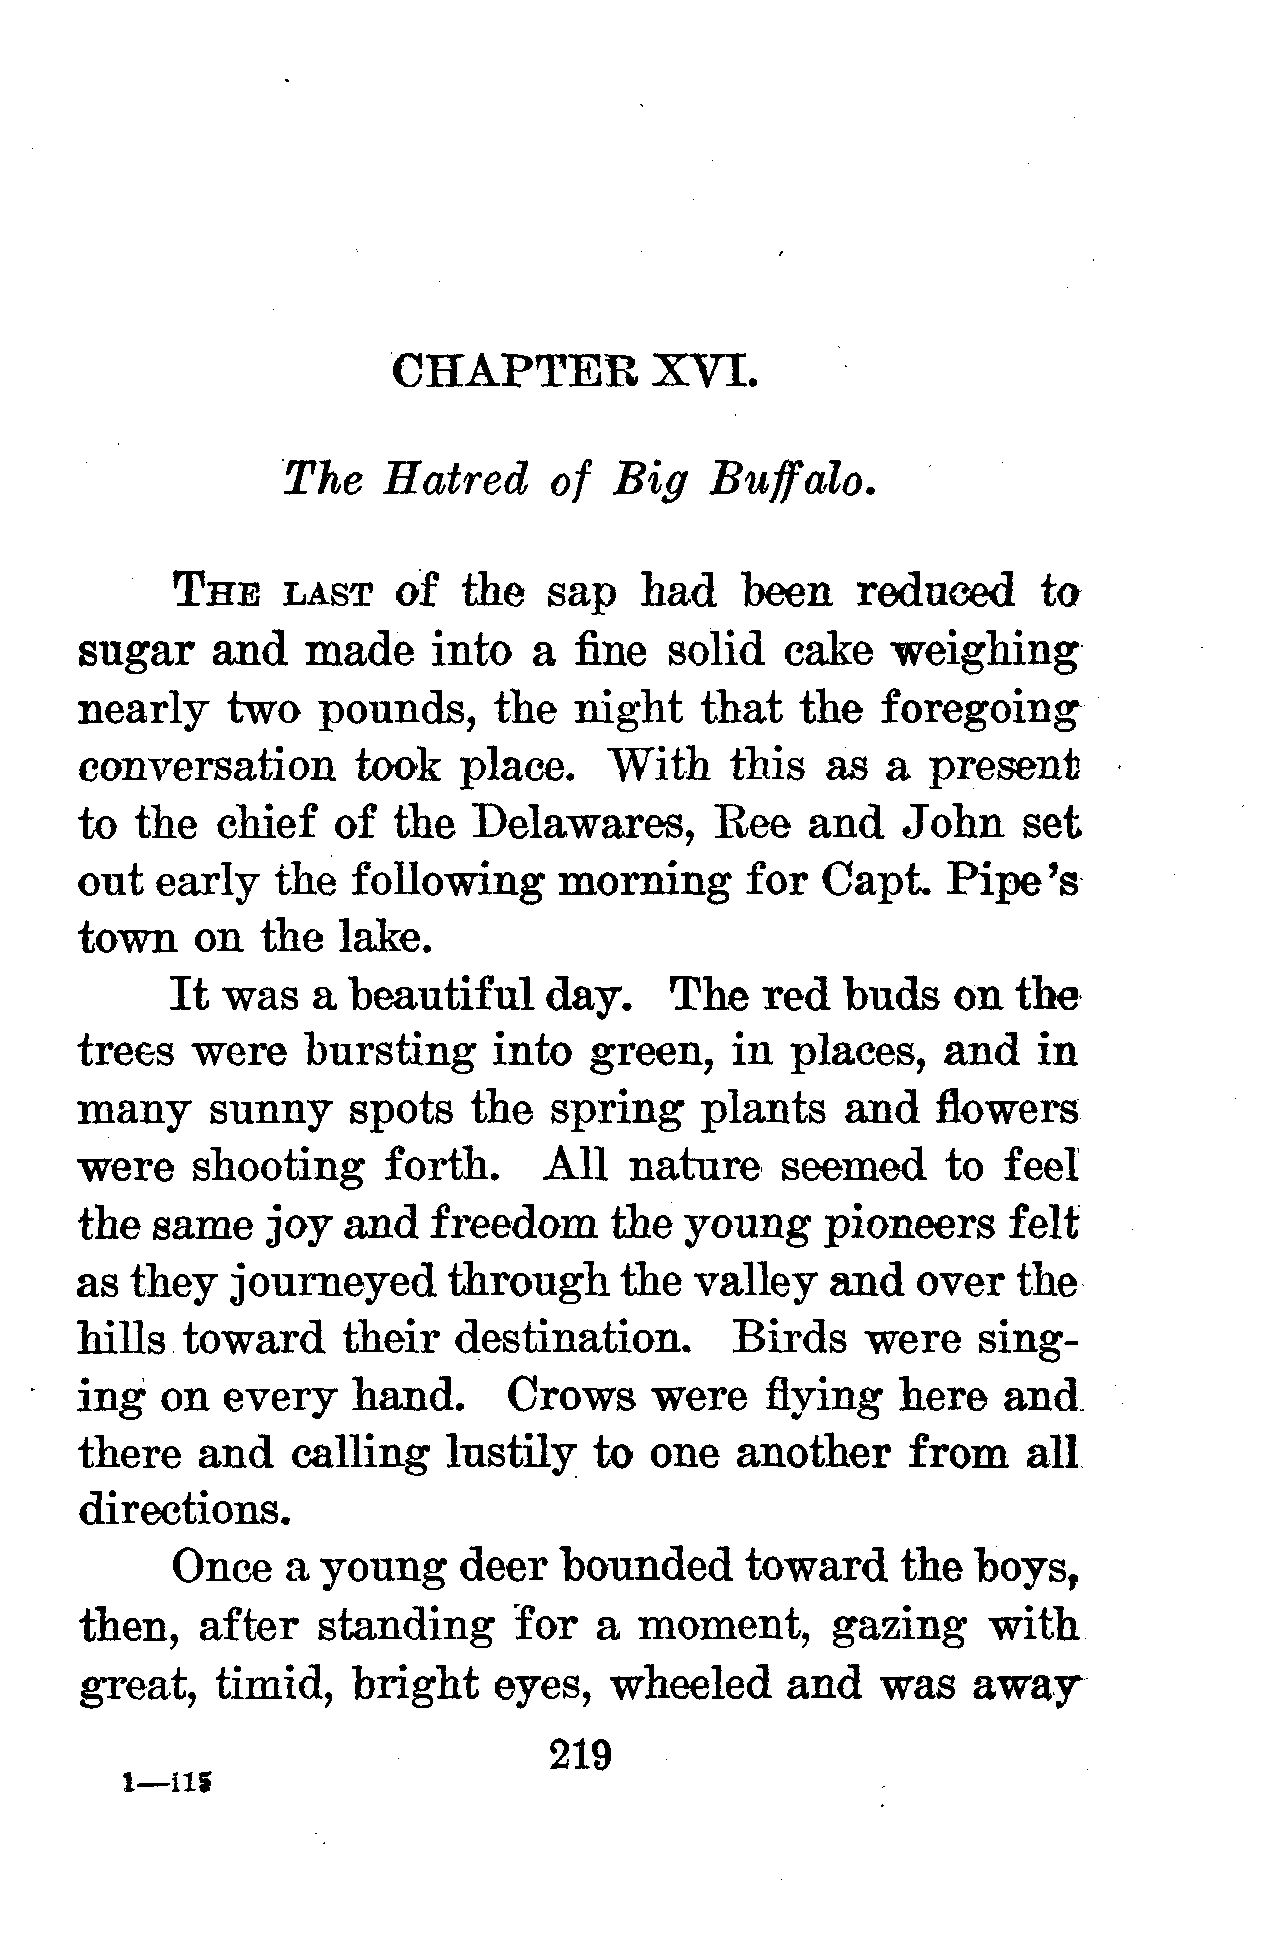 CHAPTER XVI.
The Hatred of Big Buffalo.
THE LAST of the sap had been reduced to
sugar and made into a fine solid cake weighing
nearly two pounds, the night that the foregoing
conversation took place. With this as a present
to the chief of the Delawares, Ree and John set
out early the following morning for Capt. Pipe's
town on the lake.
It was a beautiful day. The red buds on the
trees were bursting into green, in places, and in
many sunny spots the spring plants and flowers
were shooting forth. All nature seemed to feel
the same joy and freedom the young pioneers felt
as they journeyed through the valley and over the
hills toward their destination. Birds were sing-
ing on every hand. Crows were flying here and
there and calling lustily to one another from all
directions.
Once a young deer bounded toward the boys,
then, after standing for a moment, gazing with
great, timid, bright eyes, wheeled and was away
219
1—115